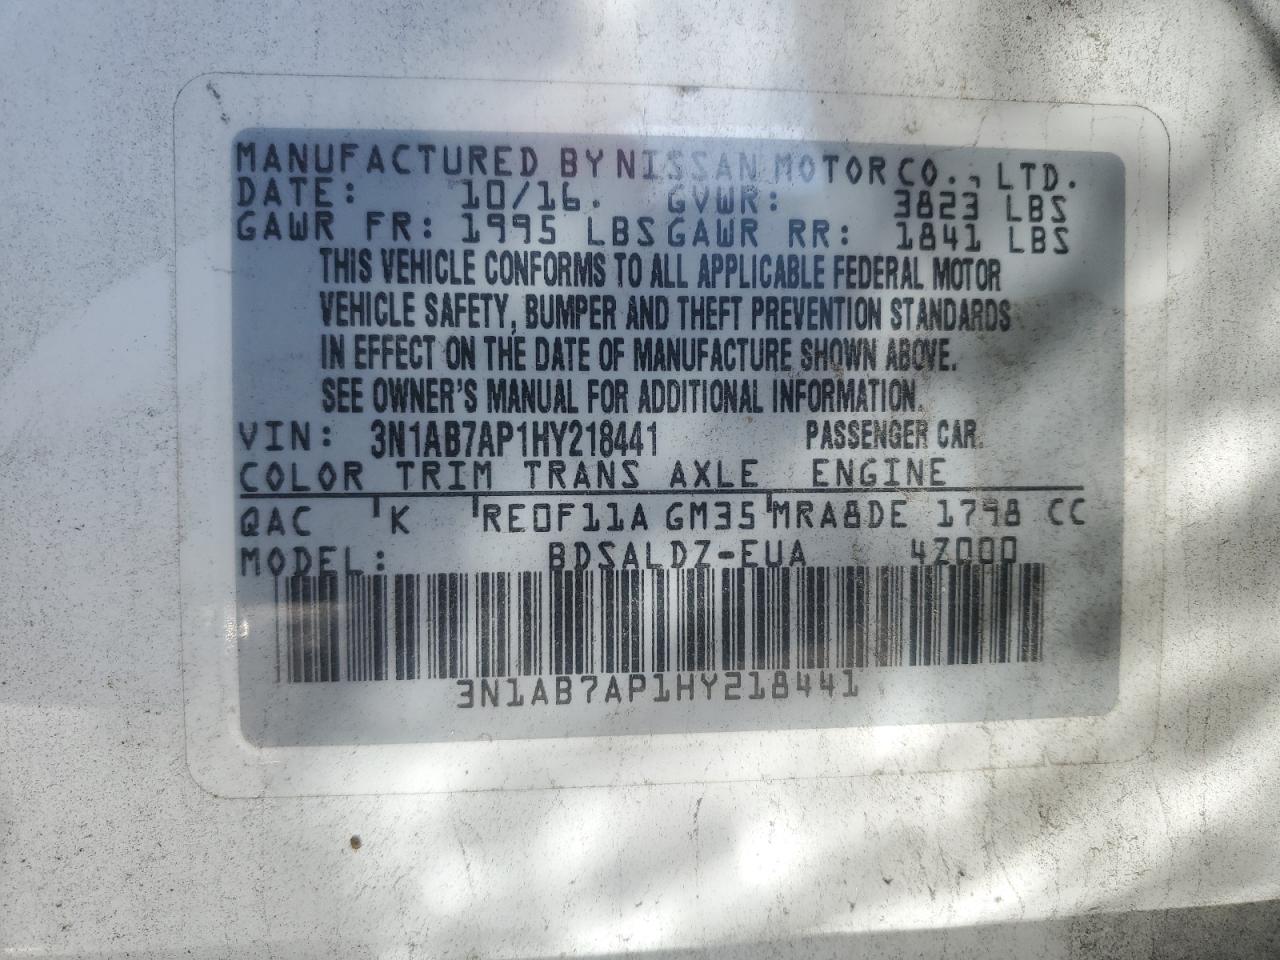 MANUFACTURED BY NISSAN MOTOR CO., LTD.
DATE: 10/16. GVWR: 3823 LBS
GAWR FR: 1995 LBS GAWR RR: 1841 LBS
THIS VEHICLE CONFORMS TO ALL APPLICABLE FEDERAL MOTOR
VEHICLE SAFETY, BUMPER AND THEFT PREVENTION STANDARDS
IN EFFECT ON THE DATE OF MANUFACTURE SHOWN ABOVE.
SEE OWNER'S MANUAL FOR ADDITIONAL INFORMATION.
VIN: 3N1AB7AP1HY218441 PASSENGER CAR.
COLOR TRIM TRANS AXLE ENGINE
QAC K RE0F11A GM35 MRA8DE 1798 CC
MODEL: BDSALDZ-EUA 4Z000
3N1AB7AP1HY218441